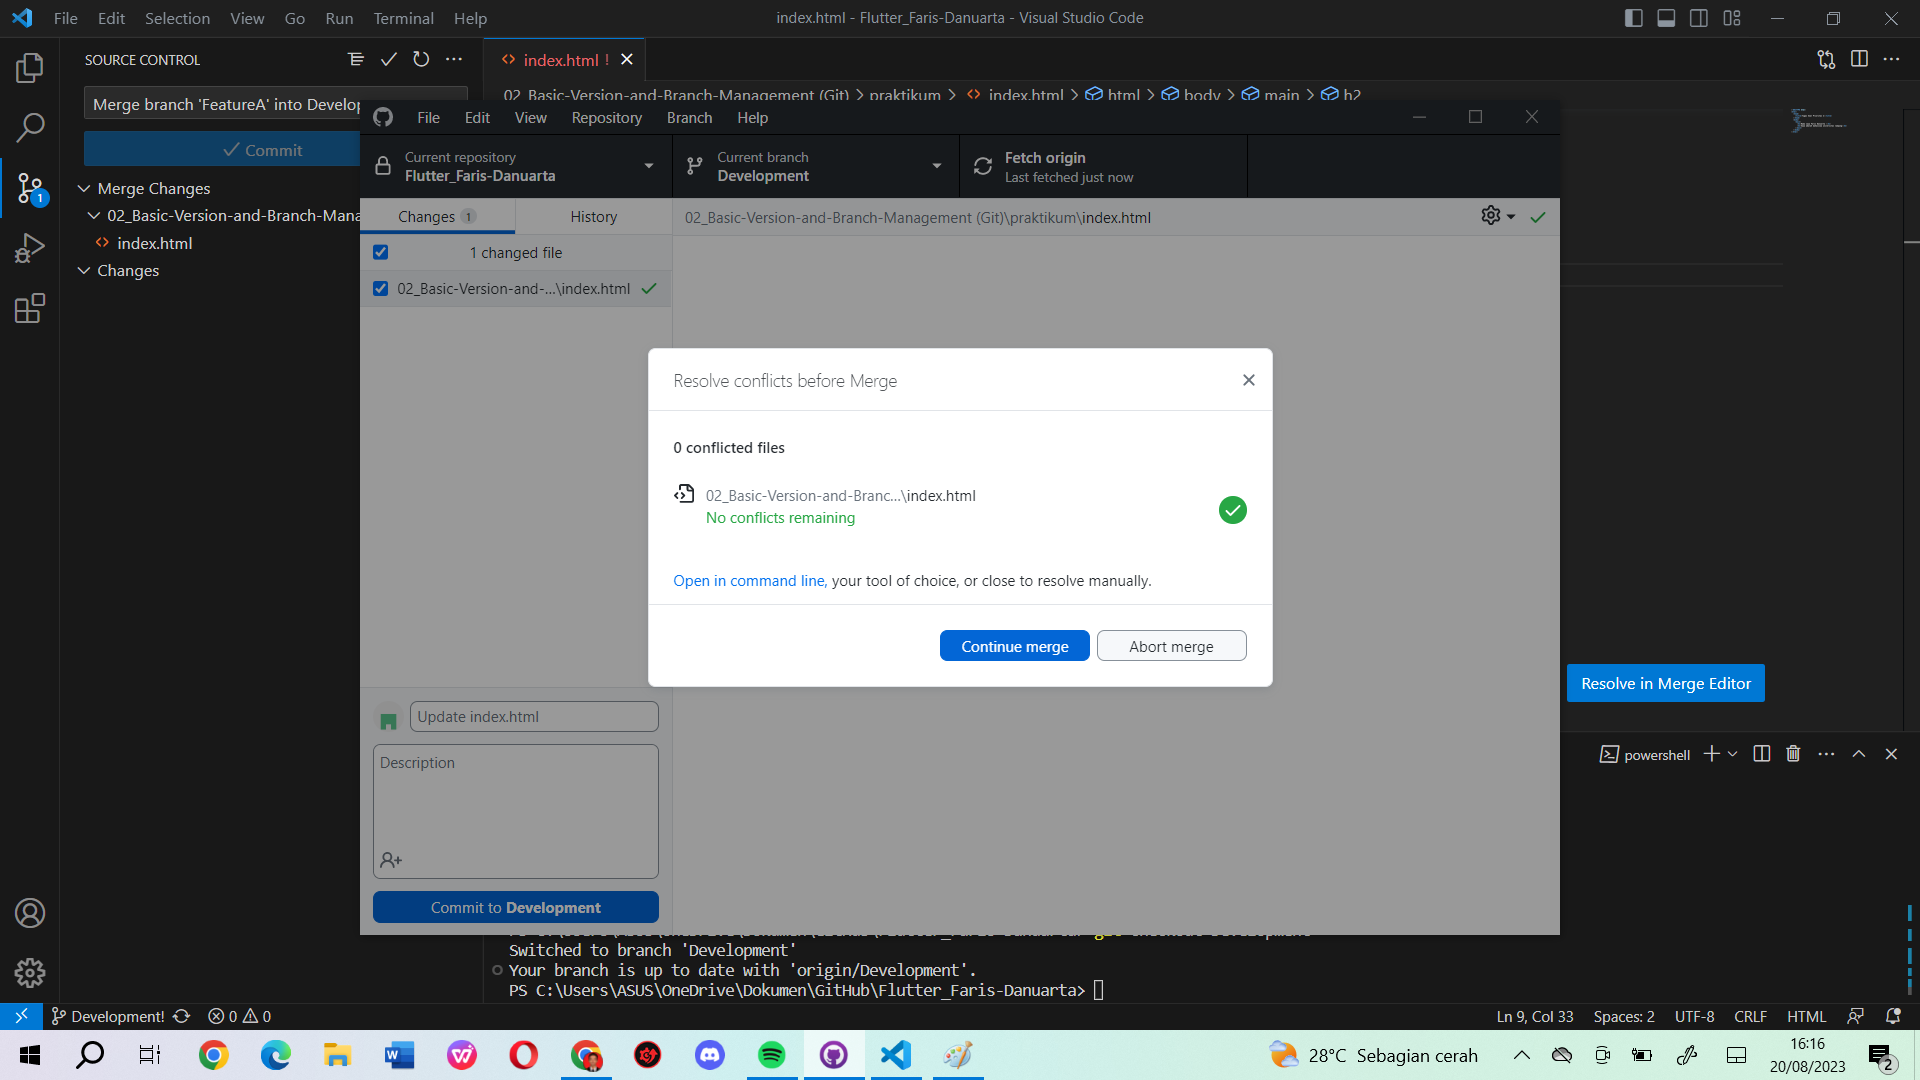 File Edit Selection View Go Run Terminal Help
index.html - Flutter_Faris-Danuarta - Visual Studio Code
SOURCE CONTROL
index.html !
02_Basic-Version-and-Branch-Management (Git) > praktikum > index.html > html > body > main > h2
Merge branch 'FeatureA' into Develop
Commit
1
Merge Changes
02_Basic-Version-and-Branch-Mana
index.html
Changes
File Edit View Repository Branch Help
Current repository
Flutter_Faris-Danuarta
Current branch
Development
Fetch origin
Last fetched just now
Changes 1
History
02_Basic-Version-and-Branch-Management (Git)\praktikum\index.html
1 changed file
02_Basic-Version-and-...\index.html
Resolve conflicts before Merge
0 conflicted files
02_Basic-Version-and-Branc...\index.html
No conflicts remaining
Open in command line, your tool of choice, or close to resolve manually.
Continue merge
Abort merge
Resolve in Merge Editor
Update index.html
Description
Commit to Development
powershell
Switched to branch 'Development'
Your branch is up to date with 'origin/Development'.
PS C:\Users\ASUS\OneDrive\Dokumen\GitHub\Flutter_Faris-Danuarta>
Development! 0 0
Ln 9, Col 33 Spaces: 2 UTF-8 CRLF HTML
28°C Sebagian cerah
16:16
20/08/2023
2